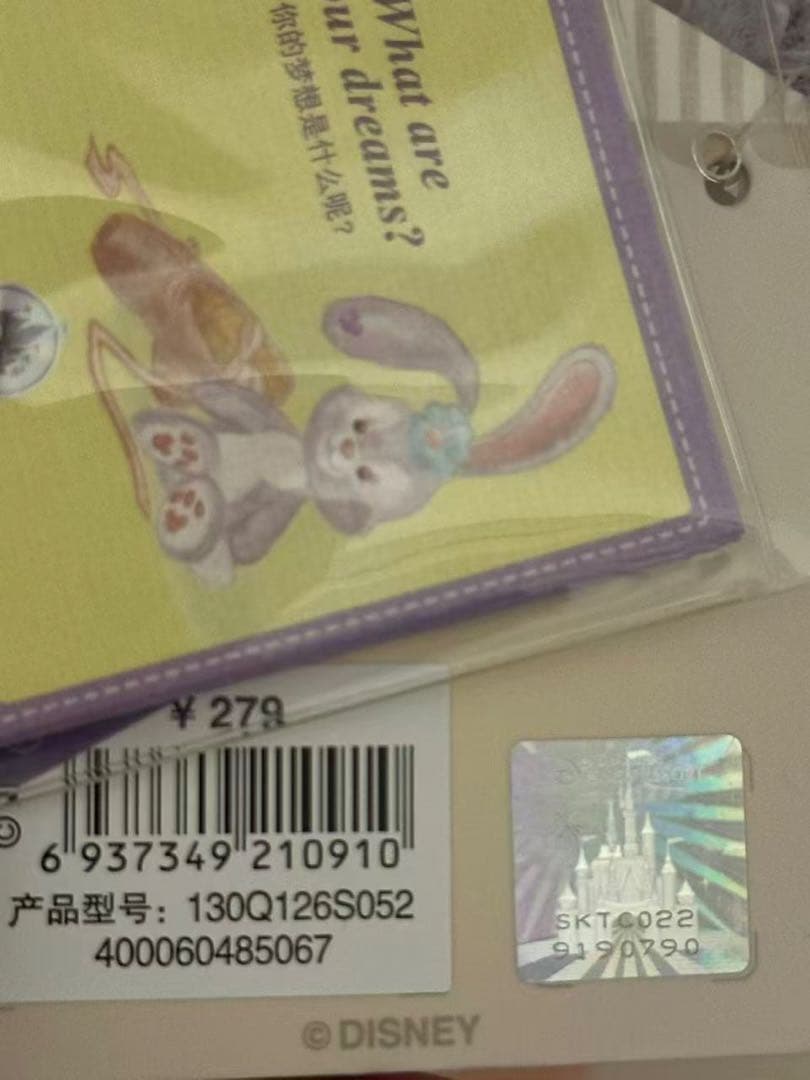 What are
ur dreams?
你的梦想是什么呢?
¥ 279
6 937349 210910
产品型号：130Q126S052
400060485067
SKTC022
9190790
©DISNEY